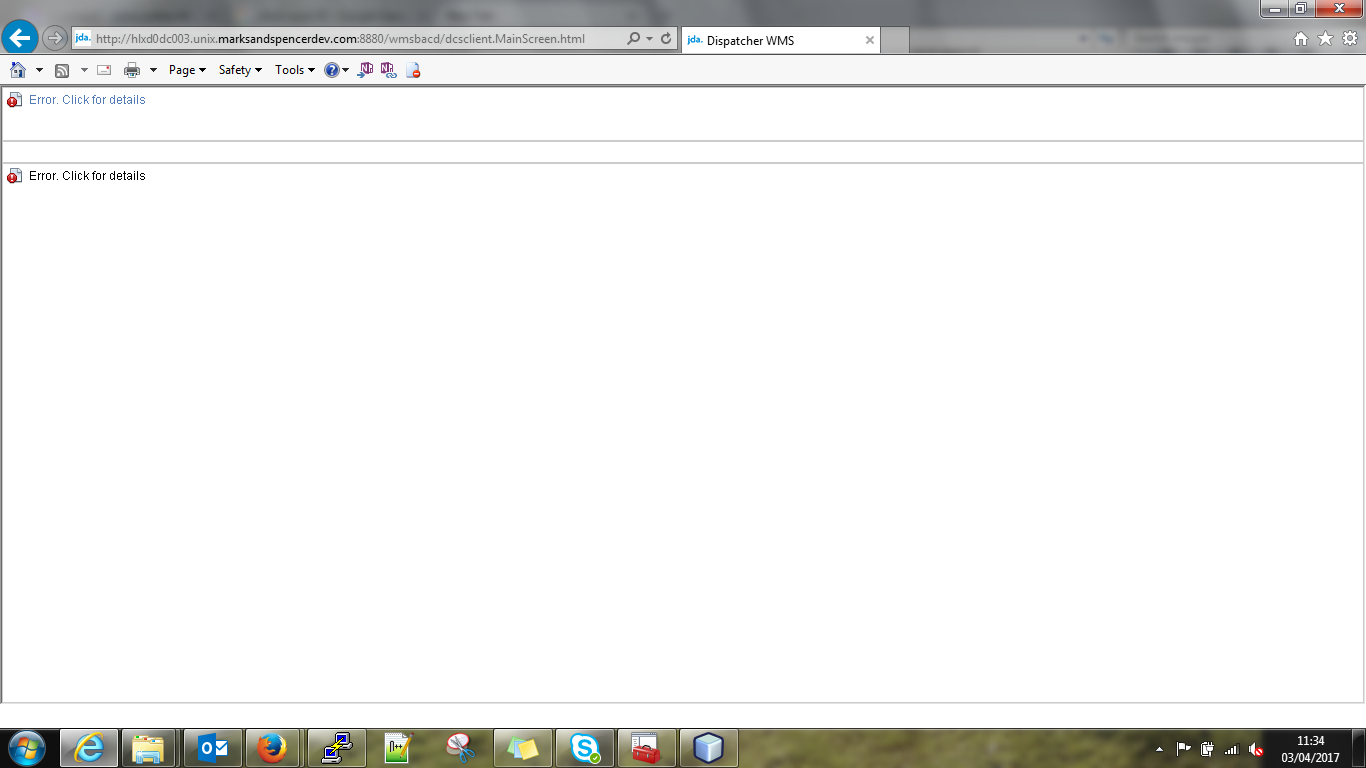 jda. http://hlxd0dc003.unix.marksandspencerdev.com:8880/wmsbacd/dcsclient.MainScreen.html
jda. Dispatcher WMS
Page Safety Tools
Error. Click for details
Error. Click for details
11:34
03/04/2017